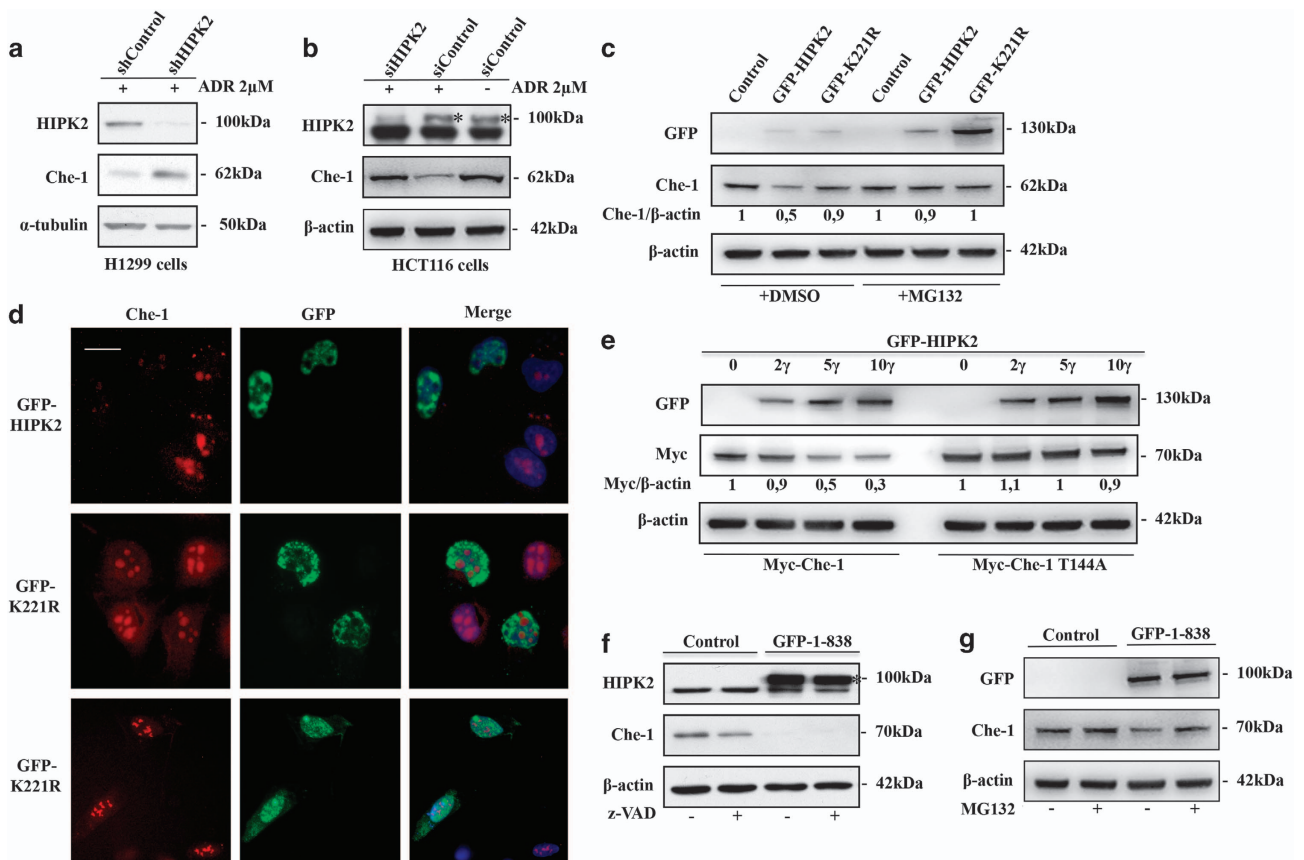 a
shControl
shHIPK2
+ + ADR 2μM
HIPK2 - 100kDa
Che-1 - 62kDa
α-tubulin - 50kDa
H1299 cells
b
siHIPK2
siControl
siControl
+ + - ADR 2μM
HIPK2 * * - 100kDa
Che-1 - 62kDa
β-actin - 42kDa
HCT116 cells
c
Control
GFP-HIPK2
GFP-K221R
Control
GFP-HIPK2
GFP-K221R
GFP - 130kDa
Che-1 - 62kDa
Che-1/β-actin 1 0,5 0,9 1 0,9 1
β-actin - 42kDa
+DMSO +MG132
d
Che-1 GFP Merge
GFP-
HIPK2
GFP-
K221R
GFP-
K221R
e
GFP-HIPK2
0 2γ 5γ 10γ 0 2γ 5γ 10γ
GFP - 130kDa
Myc - 70kDa
Myc/β-actin 1 0,9 0,5 0,3 1 1,1 1 0,9
β-actin - 42kDa
Myc-Che-1 Myc-Che-1 T144A
f
Control GFP-1-838
HIPK2 * - 100kDa
Che-1 - 70kDa
β-actin - 42kDa
z-VAD - + - +
g
Control GFP-1-838
GFP - 100kDa
Che-1 - 70kDa
β-actin - 42kDa
MG132 - + - +